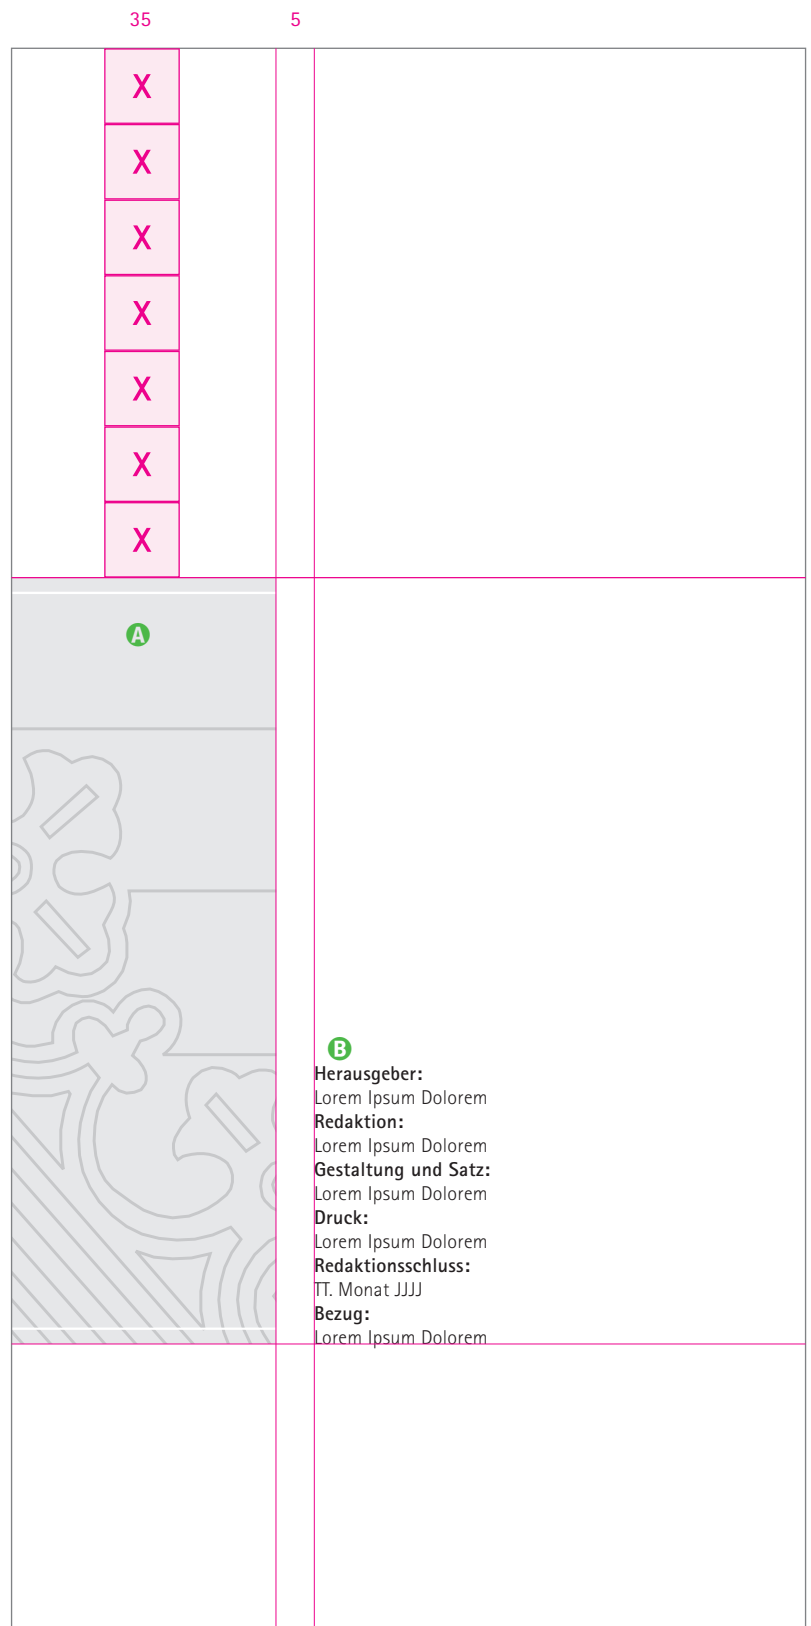 35 5
X
X
X
X
X
X
X
A
B
Herausgeber:
Lorem Ipsum Dolorem
Redaktion:
Lorem Ipsum Dolorem
Gestaltung und Satz:
Lorem Ipsum Dolorem
Druck:
Lorem Ipsum Dolorem
Redaktionsschluss:
TT. Monat JJJJ
Bezug:
Lorem Ipsum Dolorem